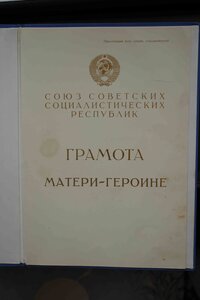 СОЮЗ СОВЕТСКИХ
СОЦИАЛИСТИЧЕСКИХ
РЕСПУБЛИК
ГРАМОТА
МАТЕРИ-ГЕРОИНЕ